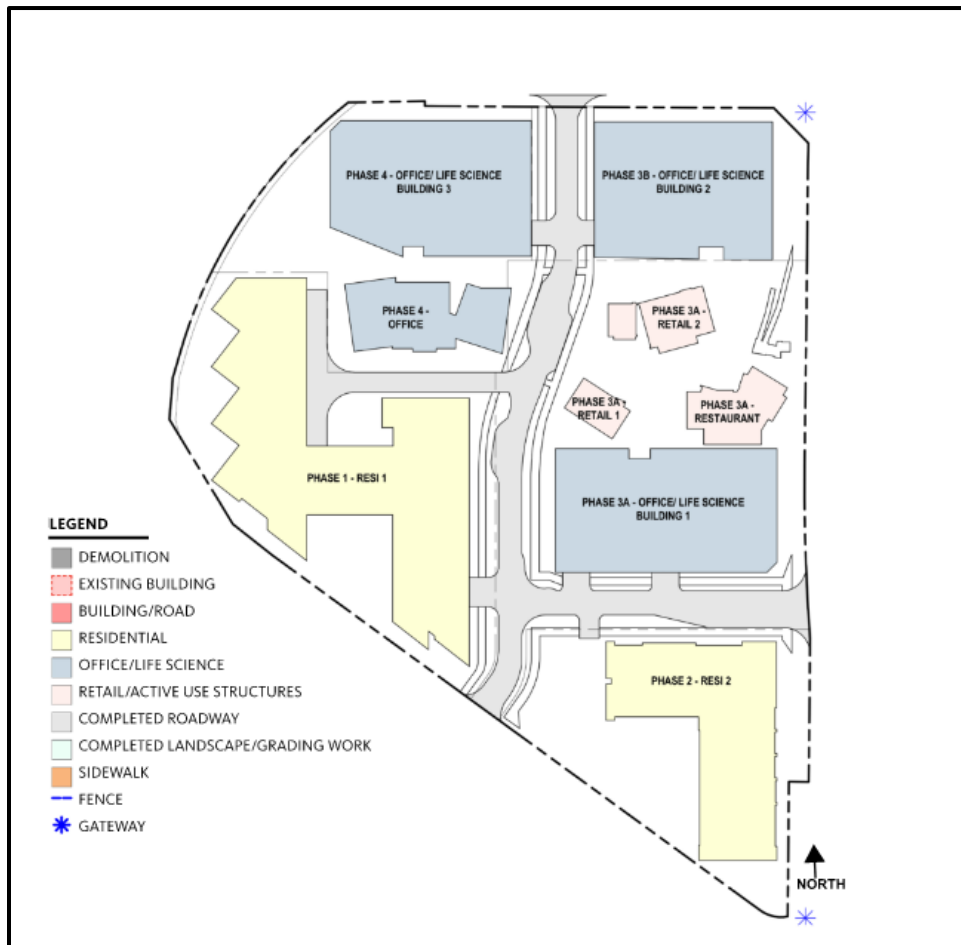 PHASE 4 - OFFICE/ LIFE SCIENCE
BUILDING 3
PHASE 3B - OFFICE/ LIFE SCIENCE
BUILDING 2
PHASE 4 -
OFFICE
PHASE 3A -
RETAIL 2
PHASE 3A -
RETAIL 1
PHASE 3A -
RESTAURANT
PHASE 1 - RESI 1
PHASE 3A - OFFICE/ LIFE SCIENCE
BUILDING 1
PHASE 2 - RESI 2
LEGEND
DEMOLITION
EXISTING BUILDING
BUILDING/ROAD
RESIDENTIAL
OFFICE/LIFE SCIENCE
RETAIL/ACTIVE USE STRUCTURES
COMPLETED ROADWAY
COMPLETED LANDSCAPE/GRADING WORK
SIDEWALK
FENCE
GATEWAY
NORTH